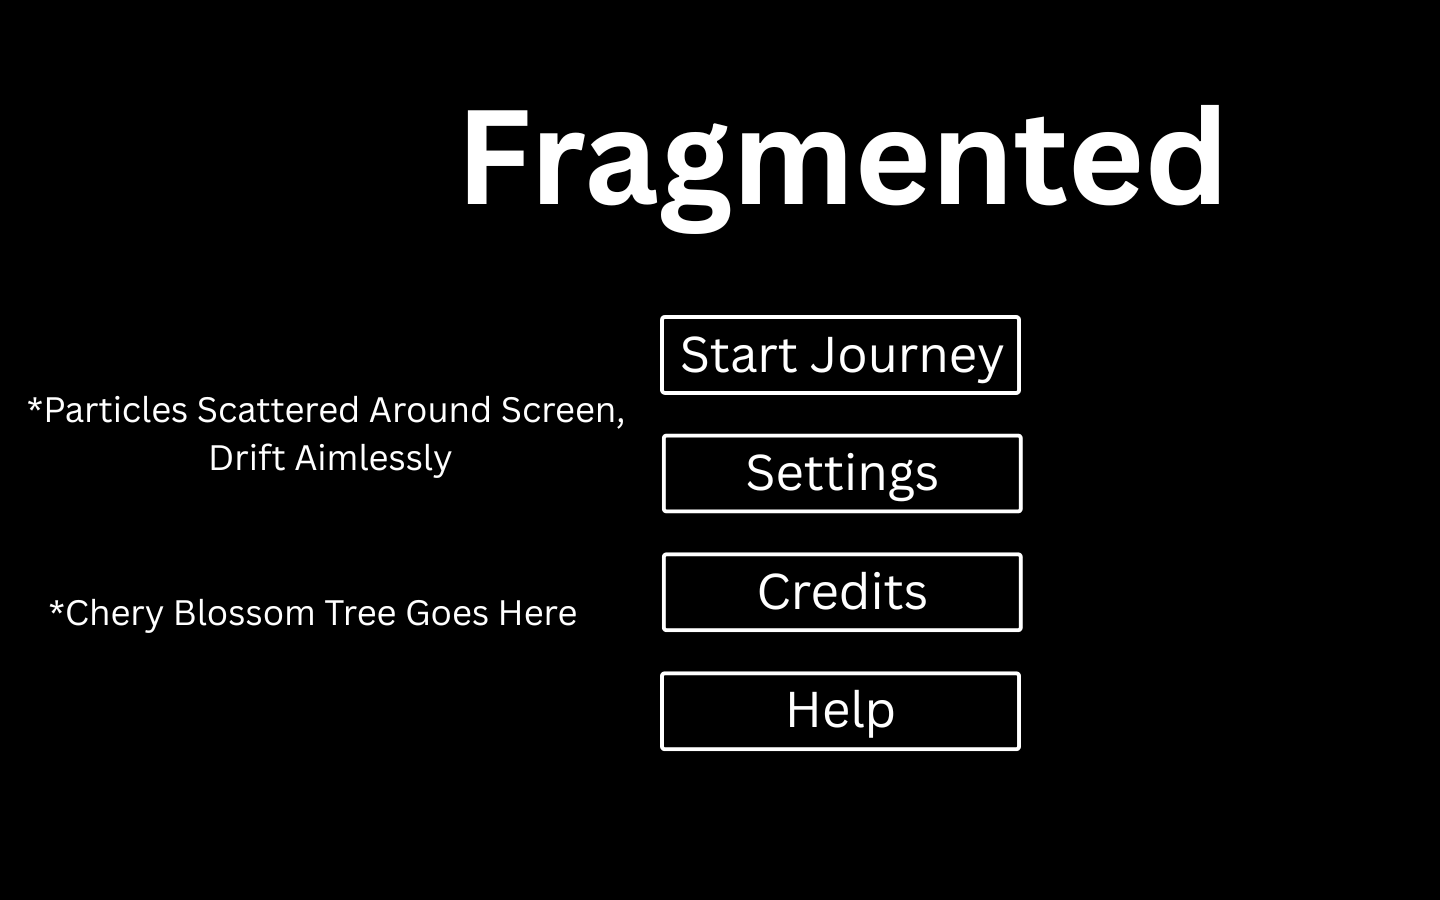 Fragmented
Start Journey
*Particles Scattered Around Screen,
Drift Aimlessly
Settings
Credits
*Chery Blossom Tree Goes Here
Help